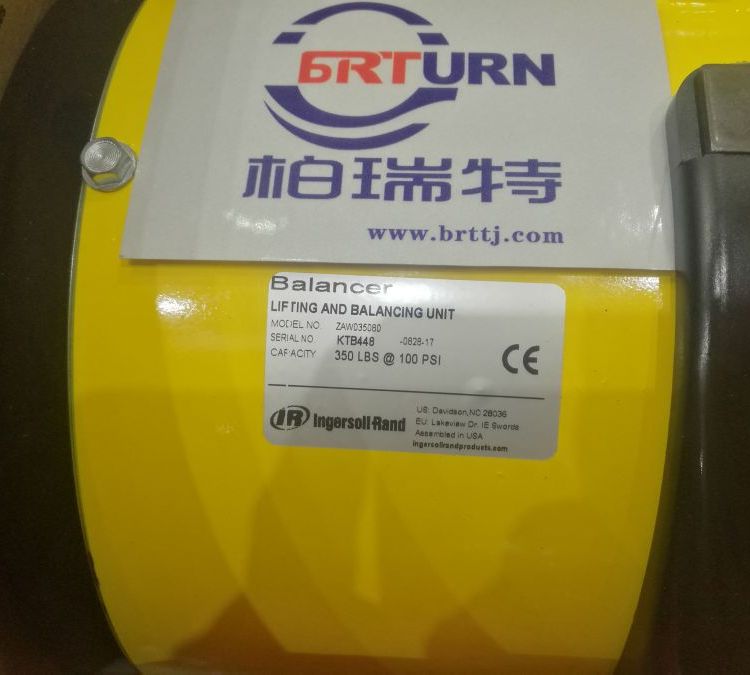 BRTURN
柏瑞特
www.brttj.com
Balancer
LIFTING AND BALANCING UNIT
MODEL NO. ZAW035080
SERIAL NO KTB448 -0828-17
CAPACITY 350 LBS @ 100 PSI
CE
IR Ingersoll-Rand
US: Davidson, NC 28036
EU: Lakeview Dr. IE Swords
Assembled in USA
ingersollrandproducts.com